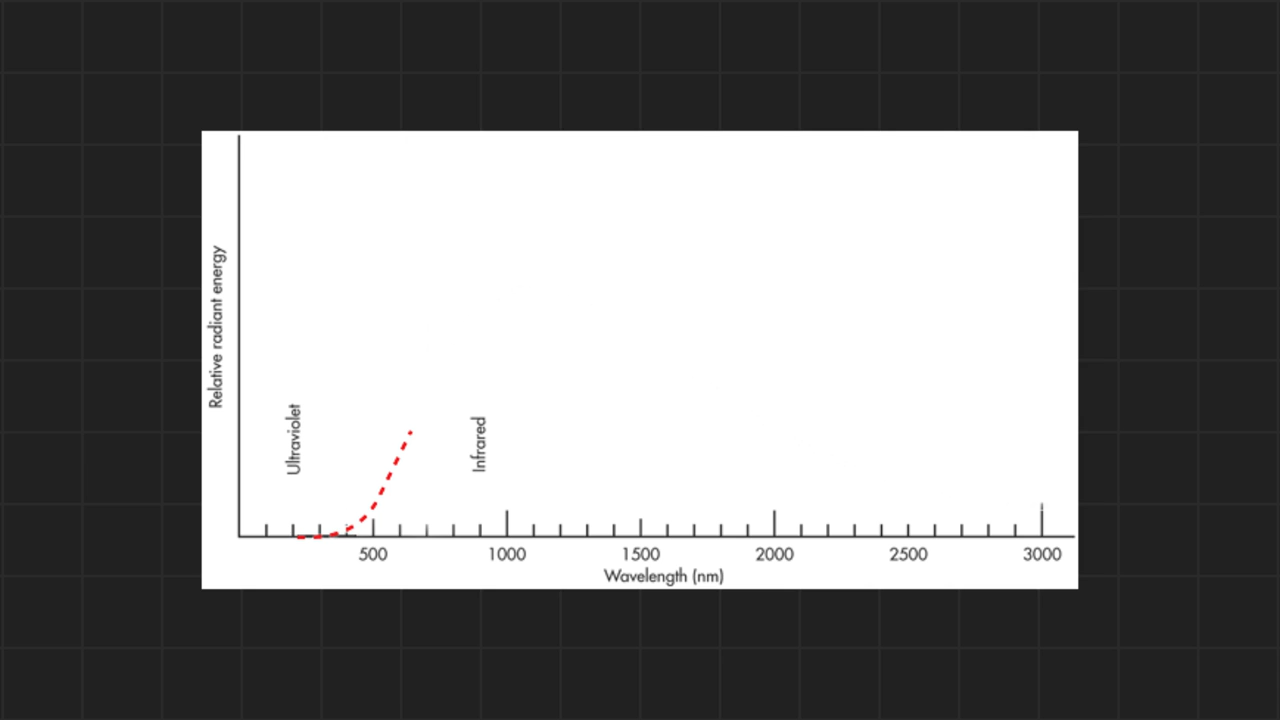 Relative radiant energy
Ultraviolet
Infrared
500 1000 1500 2000 2500 3000
Wavelength (nm)